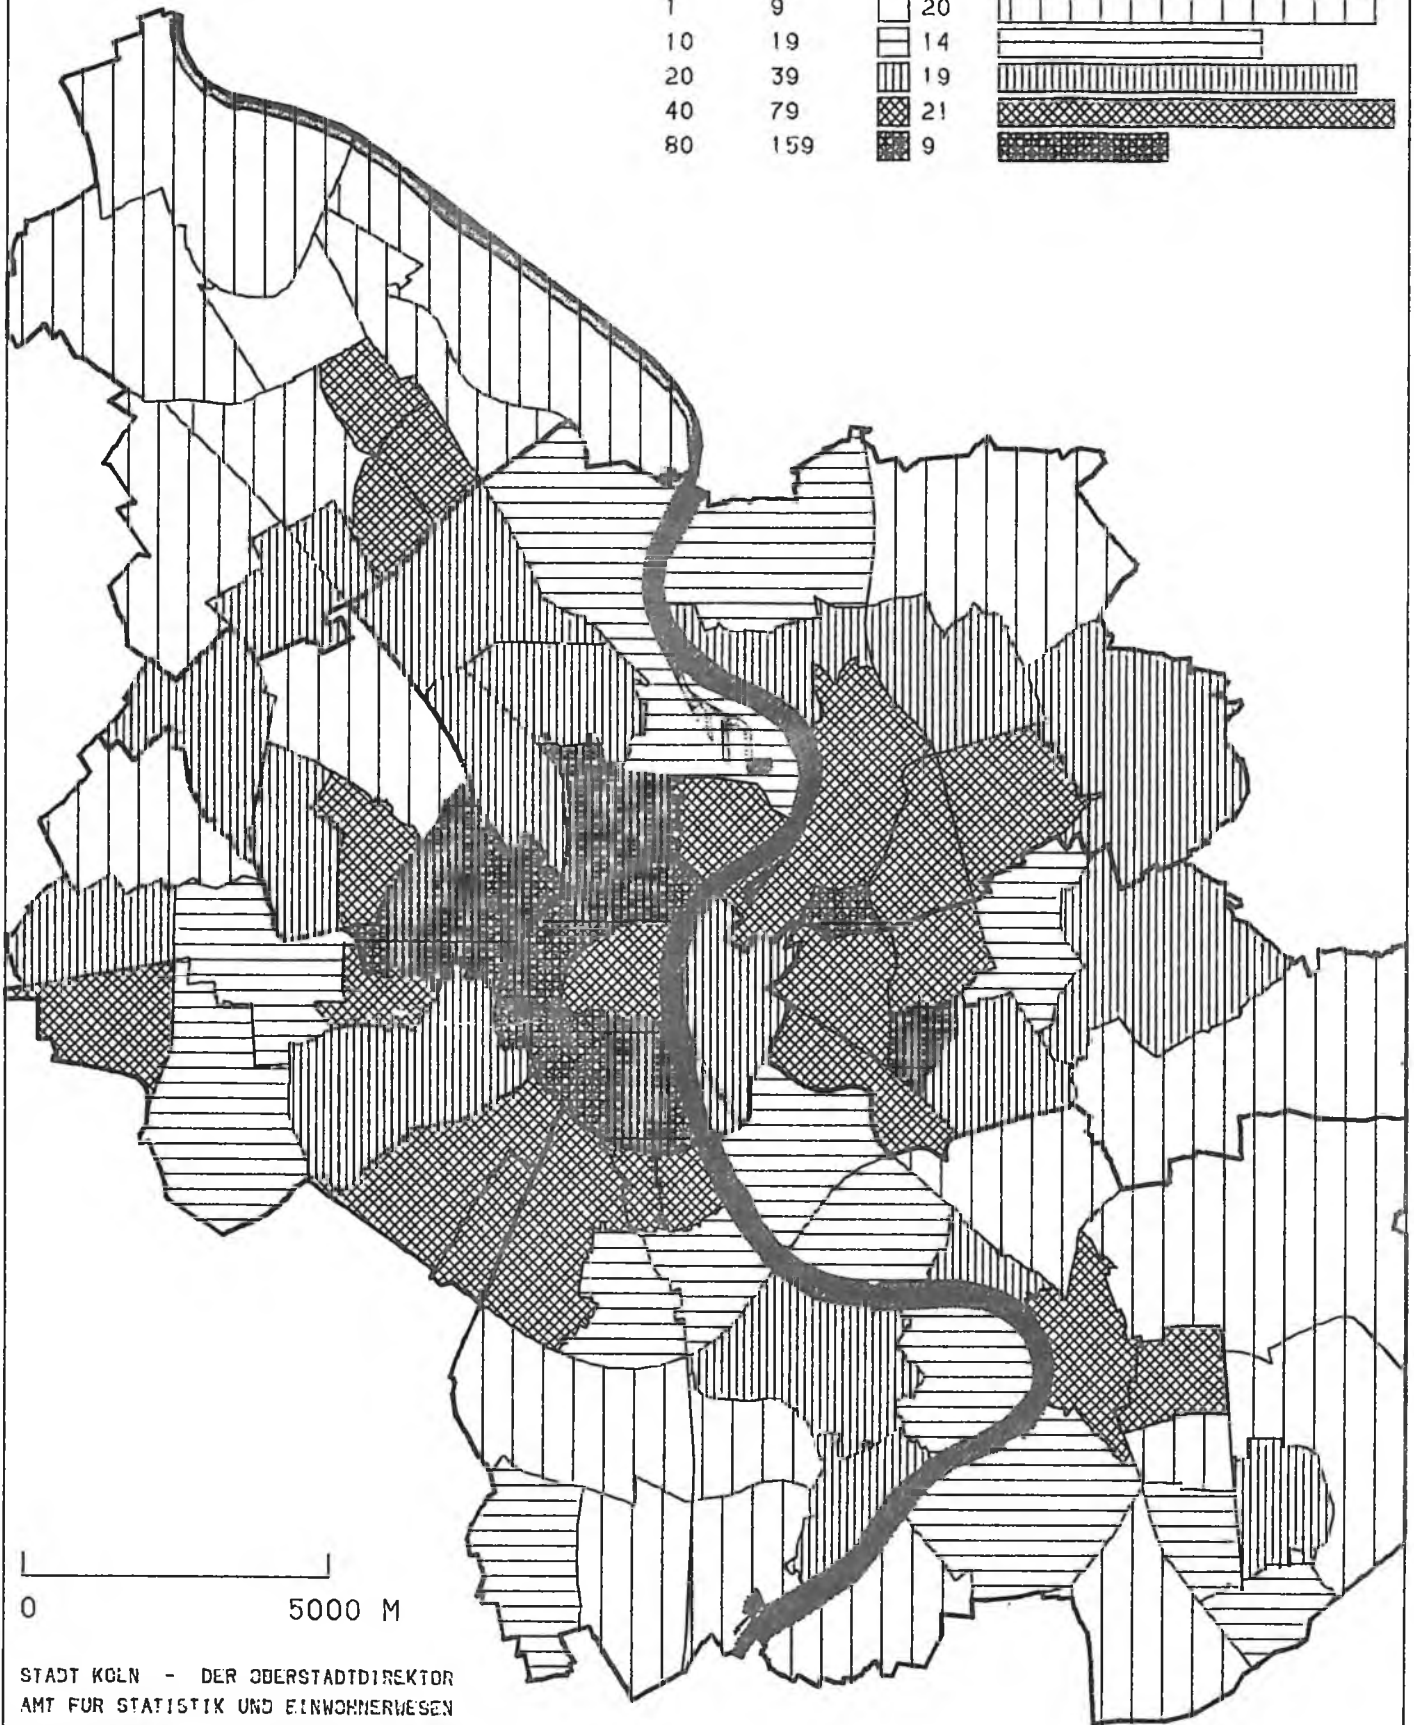 1 9 20
10 19 14
20 39 19
40 79 21
80 159 9
0 5000 M
STADT KOLN - DER OBERSTADTDIREKTOR
AMT FUR STATISTIK UND EINWOHNERWESEN